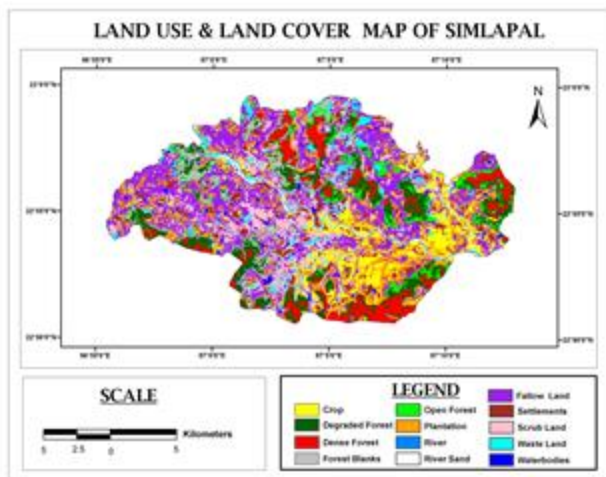 LAND USE & LAND COVER MAP OF SIMLAPAL
N
SCALE
5 2.5 0 5
Kilometers
LEGEND
Crop
Degraded Forest
Dense Forest
Forest Blanks
Open Forest
Plantation
River
River Sand
Fallow Land
Settlements
Scrub Land
Waste Land
Waterbodies